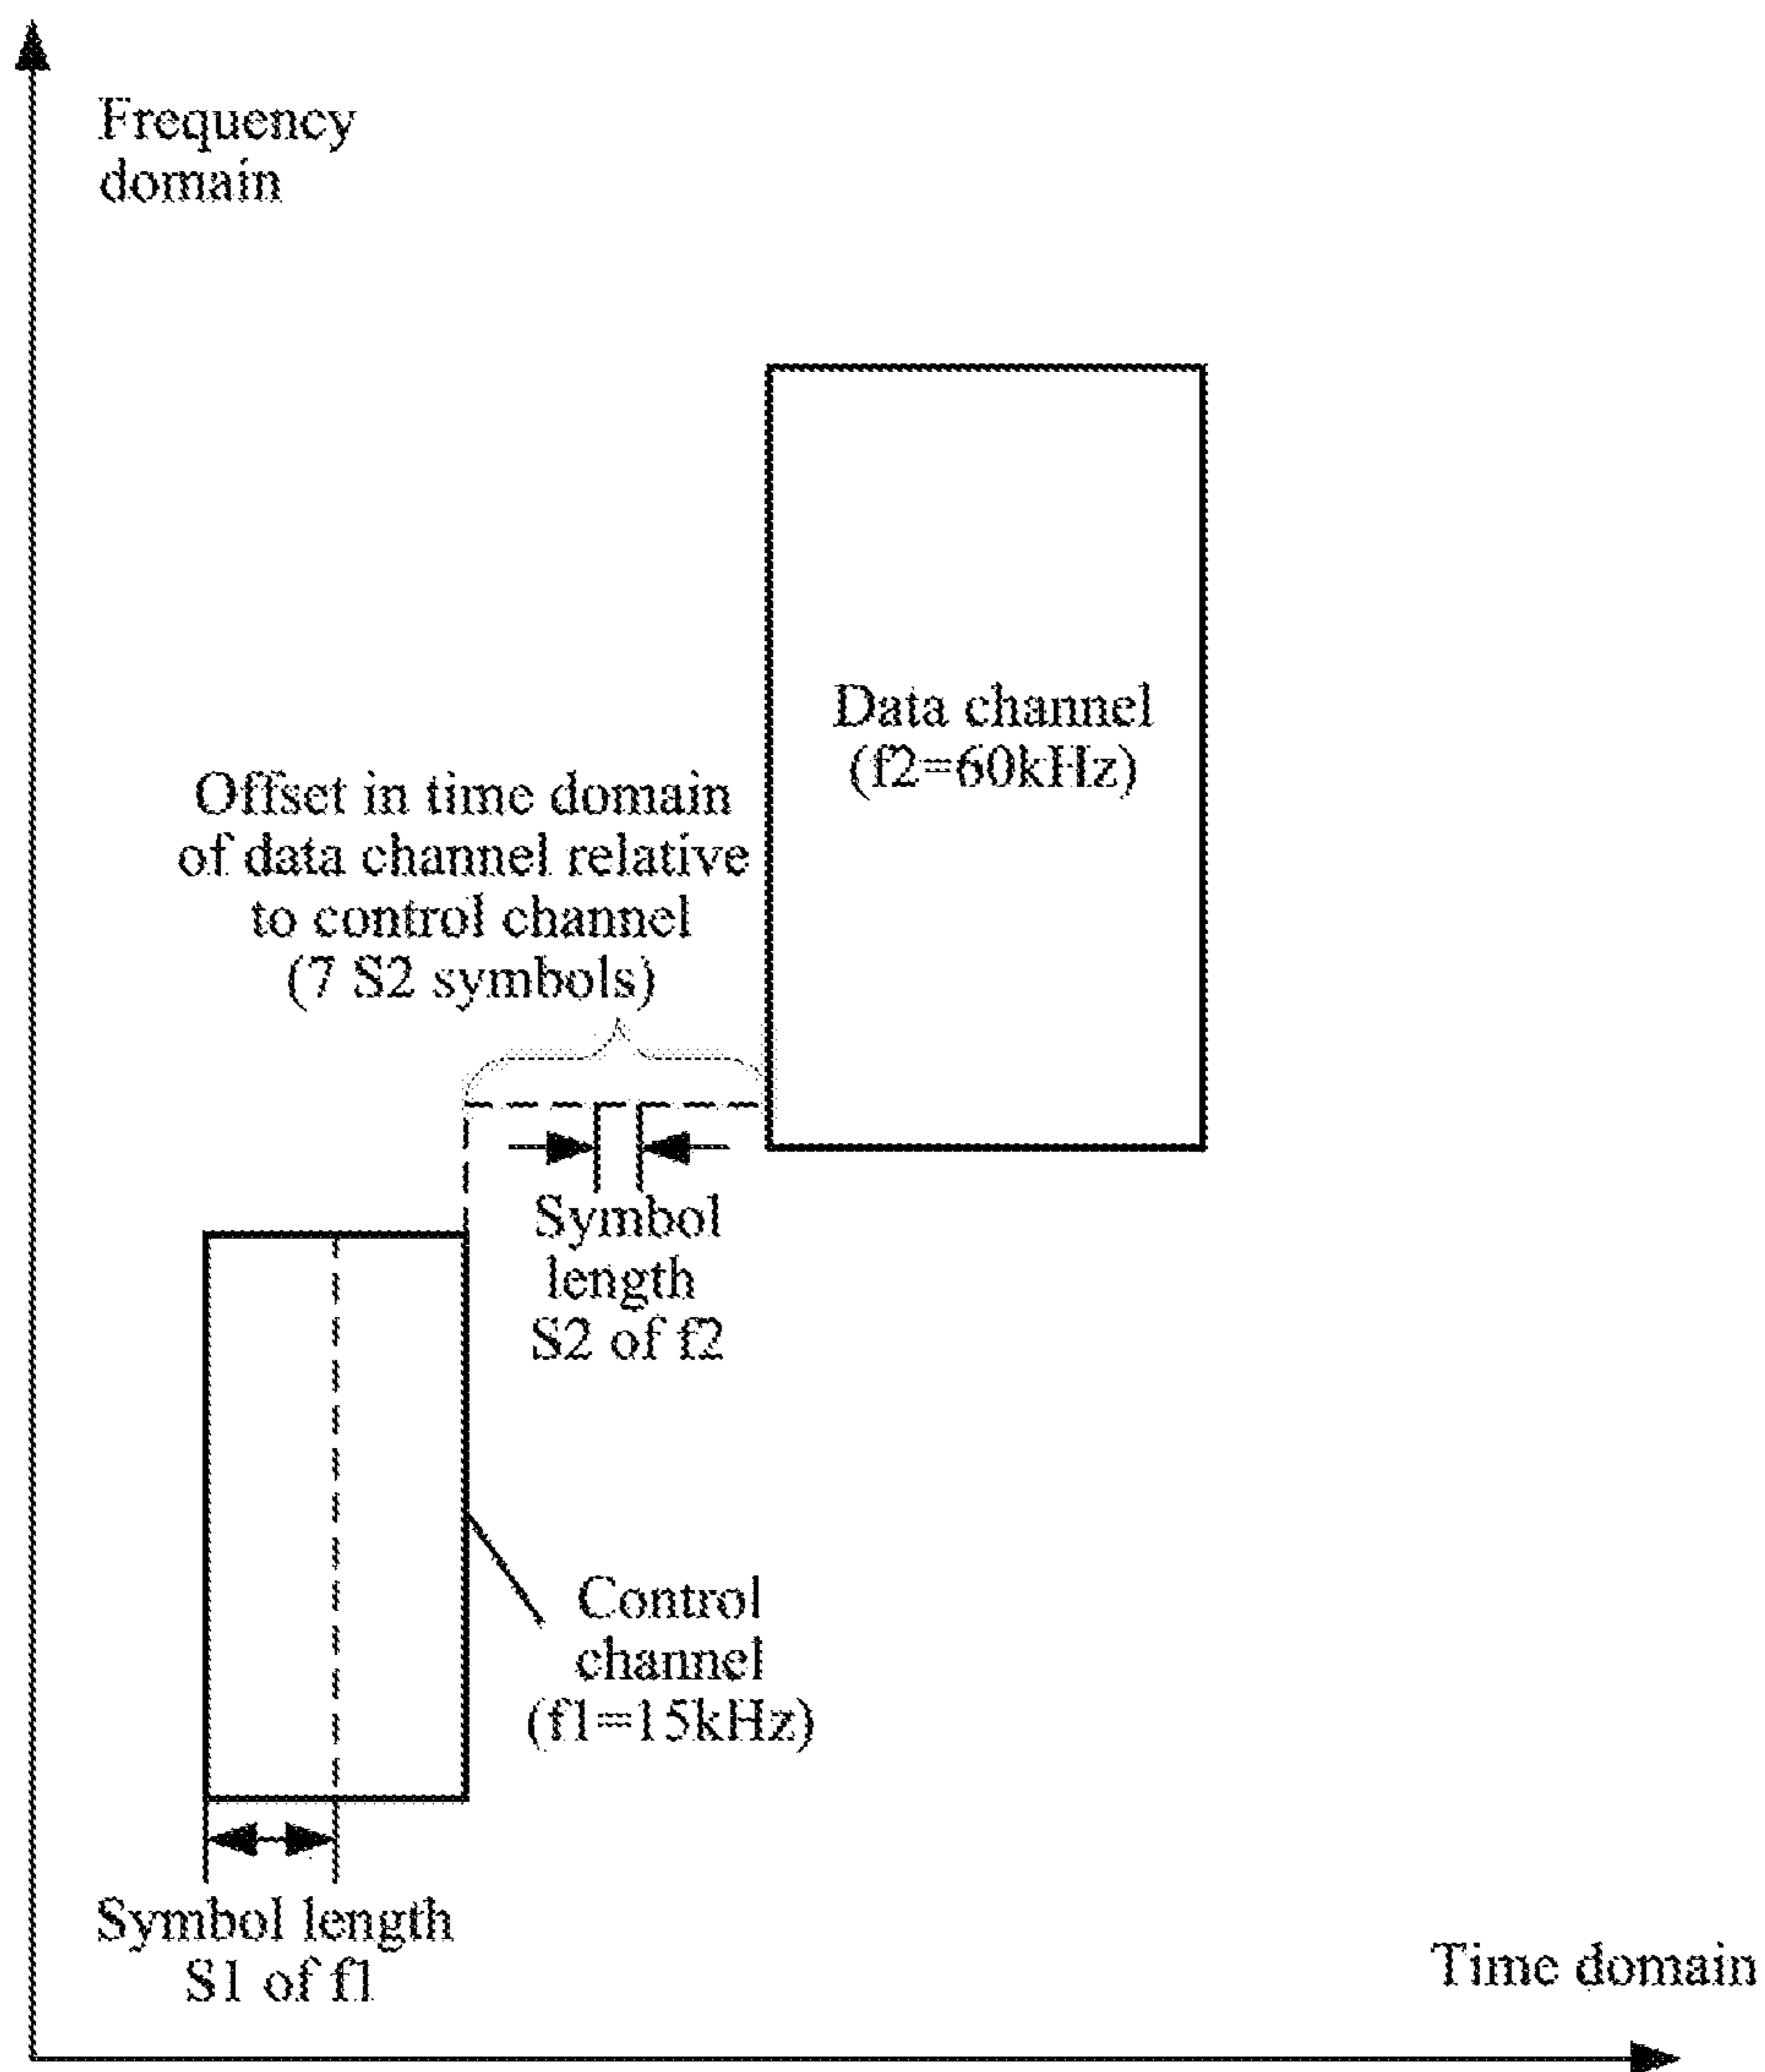 Frequency
domain
Data channel
(f2=60kHz)
Offset in time domain
of data channel relative
to control channel
(7 S2 symbols)
Symbol
length
S2 of f2
Control
channel
(f1=15kHz)
Symbol length
S1 of f1
Time domain